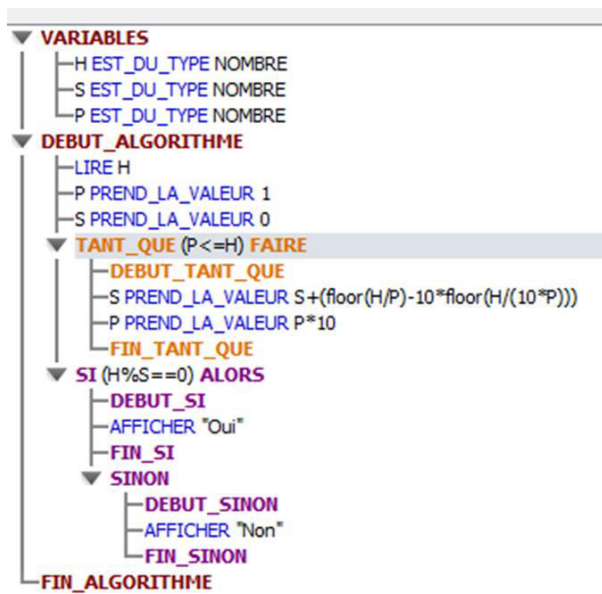 VARIABLES
H EST_DU_TYPE NOMBRE
S EST_DU_TYPE NOMBRE
P EST_DU_TYPE NOMBRE
DEBUT_ALGORITHME
LIRE H
P PREND_LA_VALEUR 1
S PREND_LA_VALEUR 0
TANT_QUE (P<=H) FAIRE
DEBUT_TANT_QUE
S PREND_LA_VALEUR S+(floor(H/P)-10*floor(H/(10*P)))
P PREND_LA_VALEUR P*10
FIN_TANT_QUE
SI (H%S==0) ALORS
DEBUT_SI
AFFICHER "Oui"
FIN_SI
SINON
DEBUT_SINON
AFFICHER "Non"
FIN_SINON
FIN_ALGORITHME